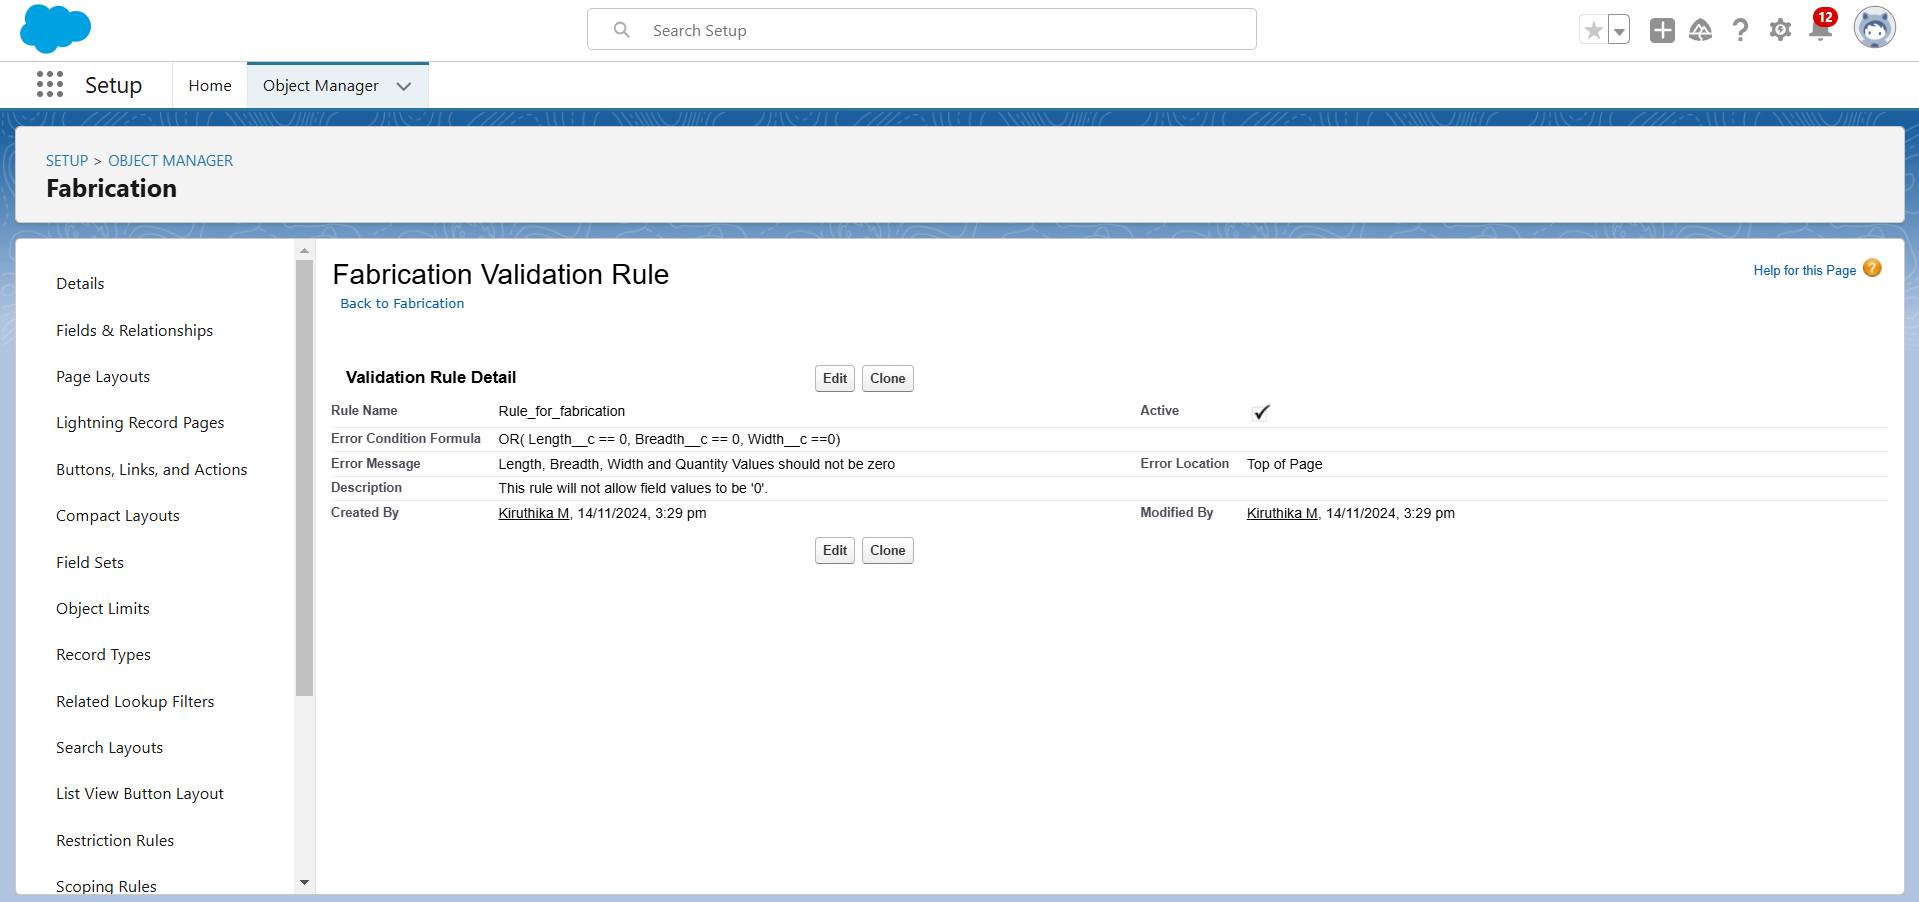 Search Setup
12
Setup
Home
Object Manager
SETUP > OBJECT MANAGER
Fabrication
Details
Fields & Relationships
Page Layouts
Lightning Record Pages
Buttons, Links, and Actions
Compact Layouts
Field Sets
Object Limits
Record Types
Related Lookup Filters
Search Layouts
List View Button Layout
Restriction Rules
Scoping Rules
Fabrication Validation Rule
Help for this Page ?
Back to Fabrication
Validation Rule Detail
Edit Clone
Rule Name Rule_for_fabrication Active
Error Condition Formula OR( Length__c == 0, Breadth__c == 0, Width__c ==0)
Error Message Length, Breadth, Width and Quantity Values should not be zero Error Location Top of Page
Description This rule will not allow field values to be '0'.
Created By Kiruthika M, 14/11/2024, 3:29 pm Modified By Kiruthika M, 14/11/2024, 3:29 pm
Edit Clone